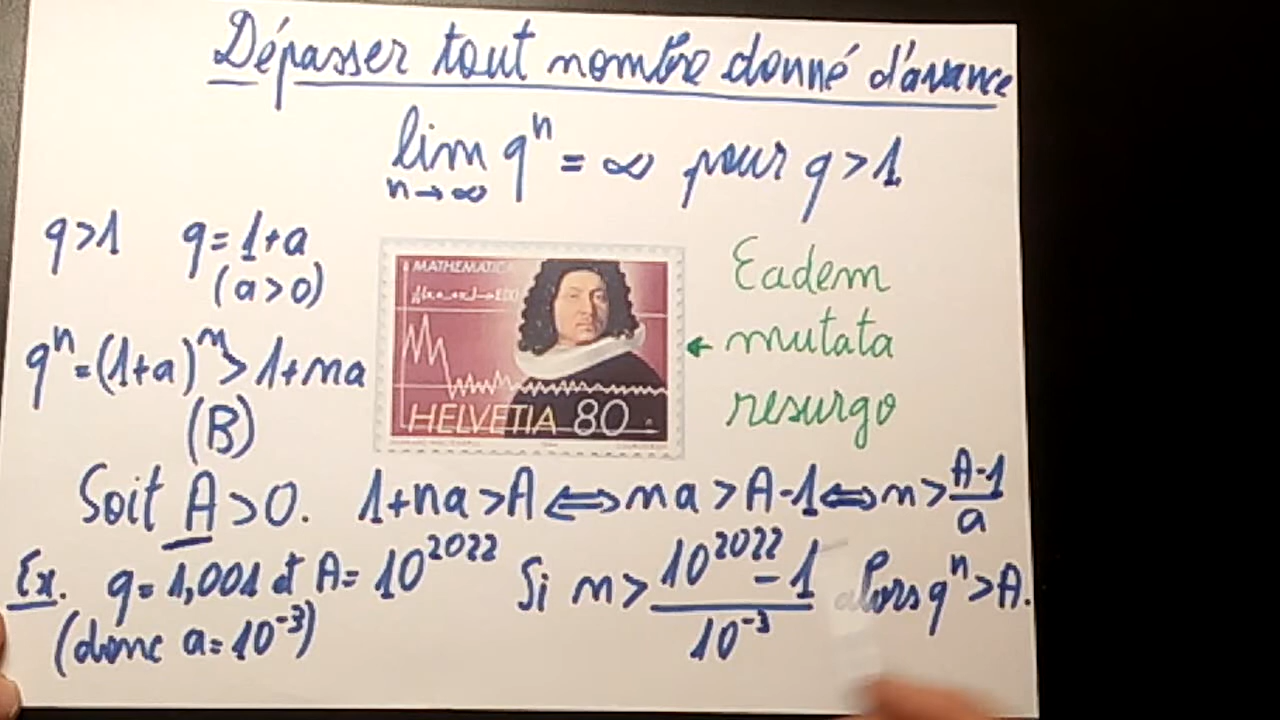 Dépasser tout nombre donné d'avance
lim qⁿ = ∞ pour q > 1
n→∞
q>1 q=1+a
(a>0)
qⁿ=(1+a)ⁿ>1+na
(B)
MATHEMATICA
HELVETIA 80
Eadem
← mutata
resurgo
Soit A>0. 1+na>A⟺na>A-1⟺n>(A-1)/a
Ex. q=1,001 et A=10²⁰²² Si n>(10²⁰²²-1)/10⁻³ alors qⁿ>A.
(donc a=10⁻³)